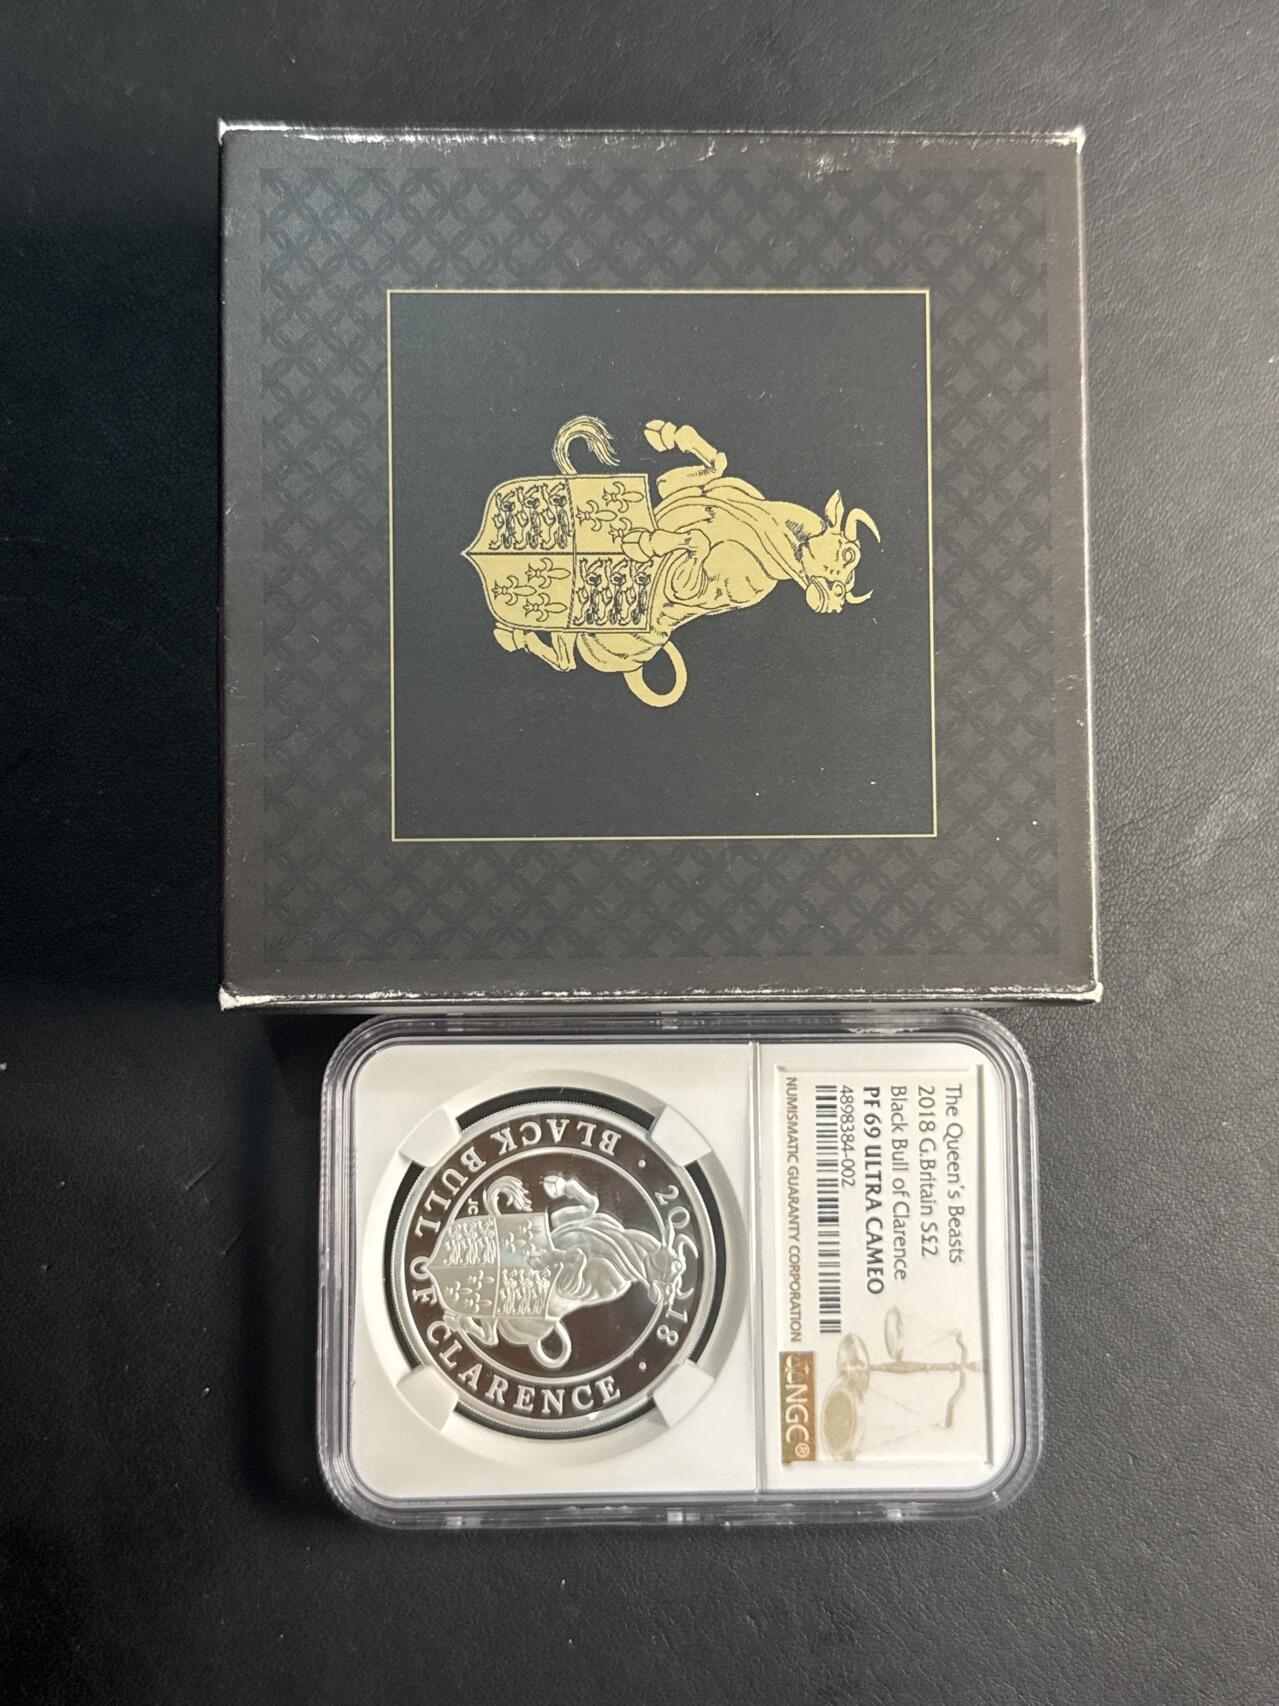 The Queen's Beasts
2018 G.Britain S£2
Black Bull of Clarence
PF 69 ULTRA CAMEO
4898384-002
NUMISMATIC GUARANTY CORPORATION
NGC®
· 2018 ·
BLACK BULL OF CLARENCE
JC